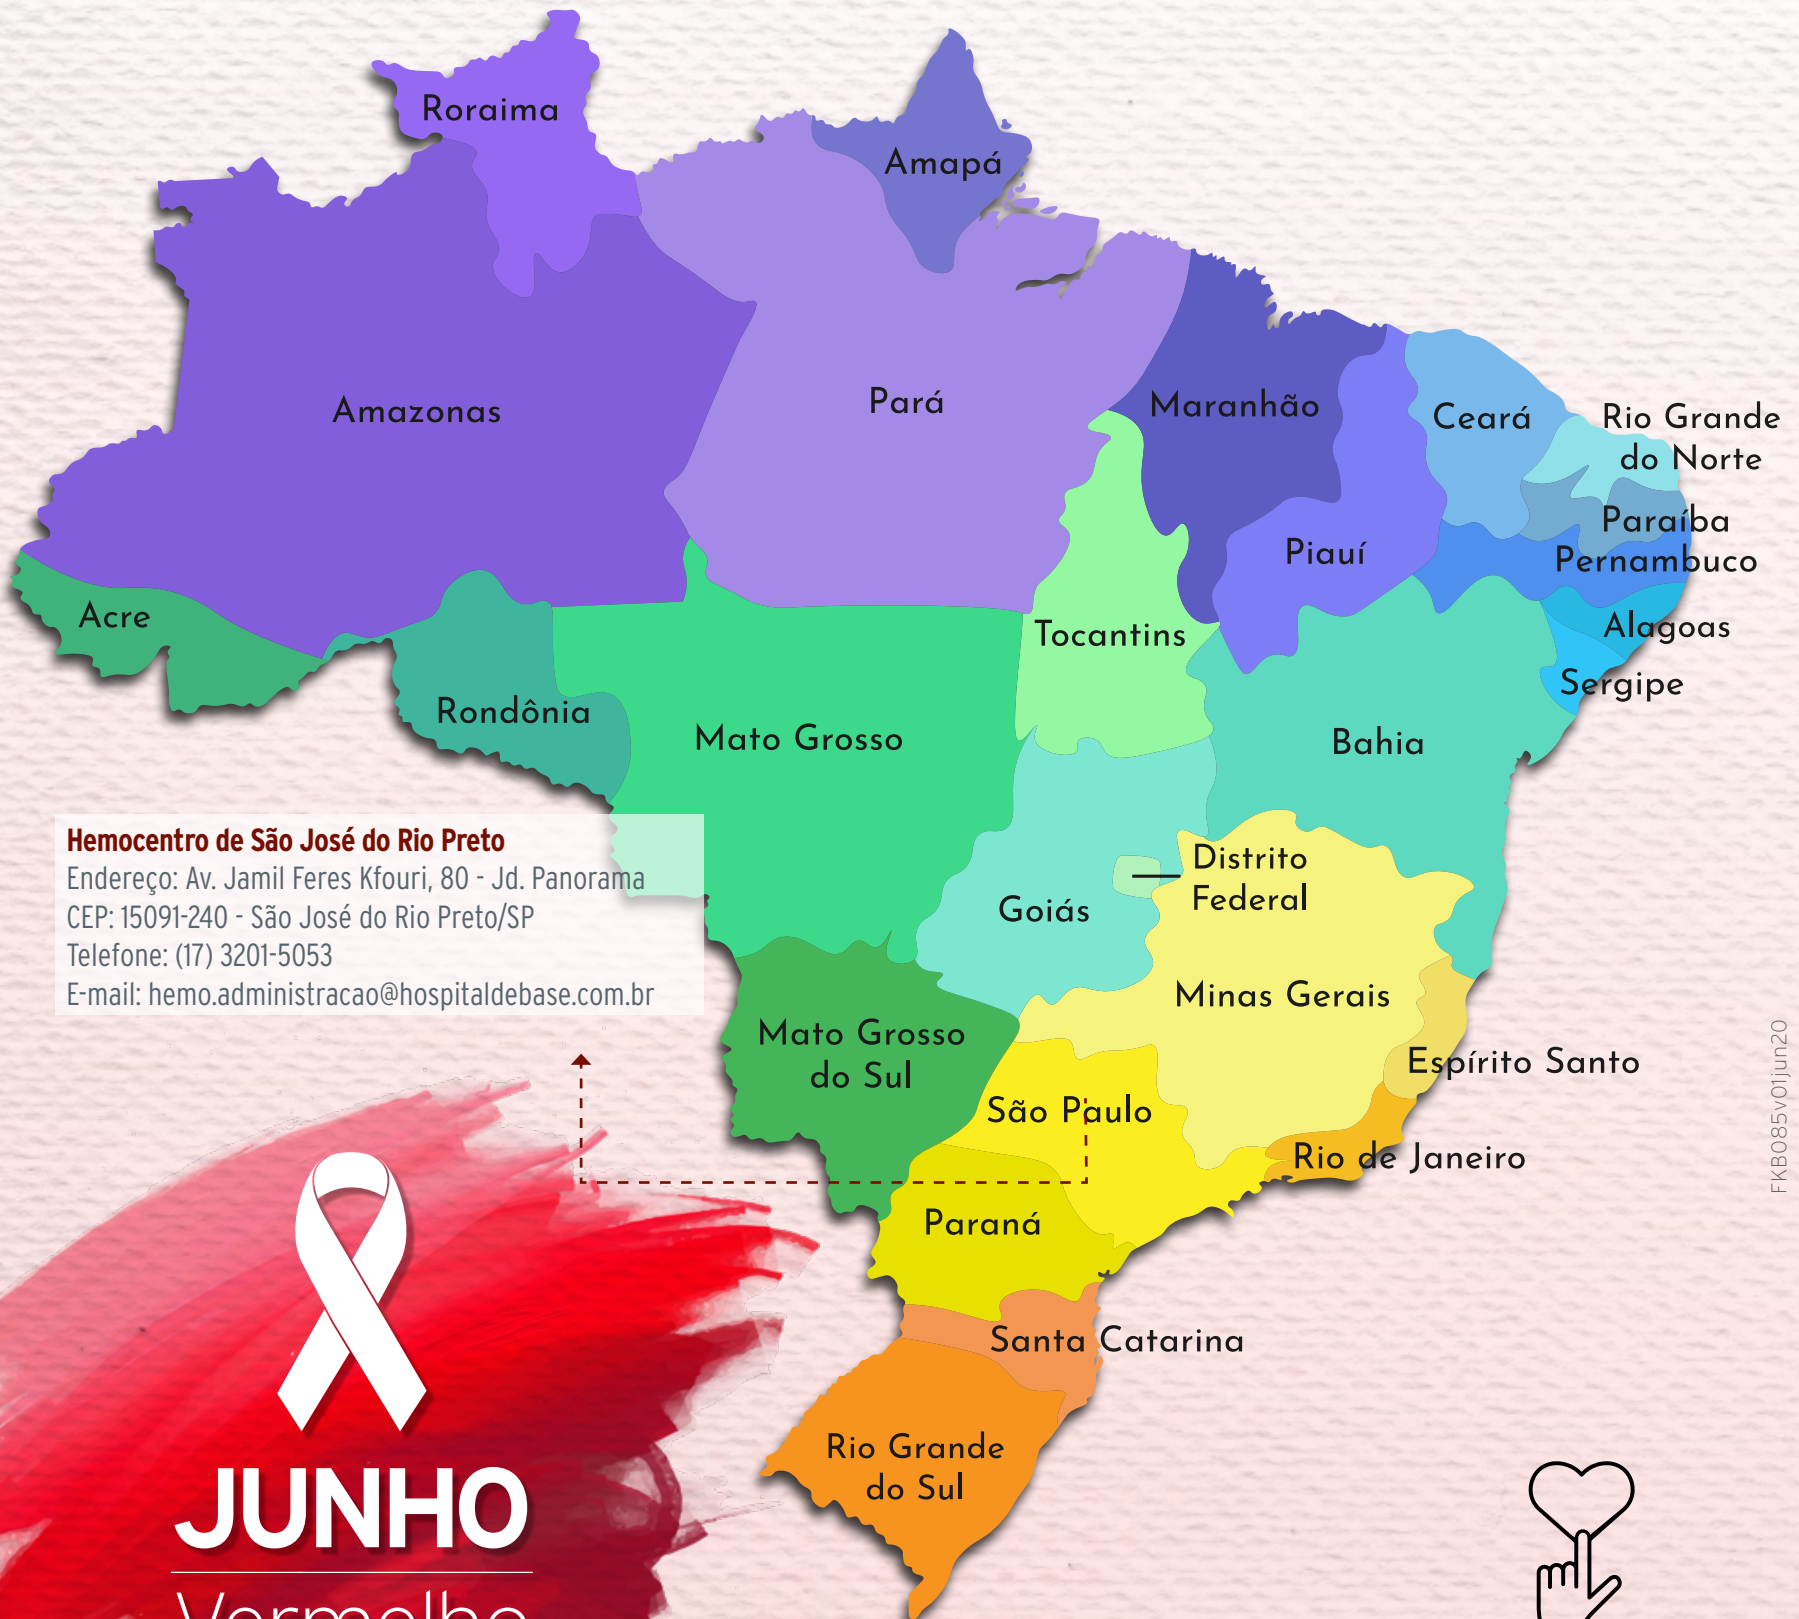 Roraima
Amapá
Amazonas
Pará
Maranhão
Ceará
Rio Grande
do Norte
Paraíba
Piauí
Pernambuco
Acre
Tocantins
Alagoas
Sergipe
Rondônia
Mato Grosso
Bahia
Hemocentro de São José do Rio Preto
Endereço: Av. Jamil Feres Kfouri, 80 - Jd. Panorama
CEP: 15091-240 - São José do Rio Preto/SP
Telefone: (17) 3201-5053
E-mail: hemo.administracao@hospitaldebase.com.br
Distrito
Federal
Goiás
Minas Gerais
Mato Grosso
do Sul
Espírito Santo
São Paulo
Rio de Janeiro
Paraná
Santa Catarina
Rio Grande
do Sul
FKB085v01jun20
JUNHO
Vermelho